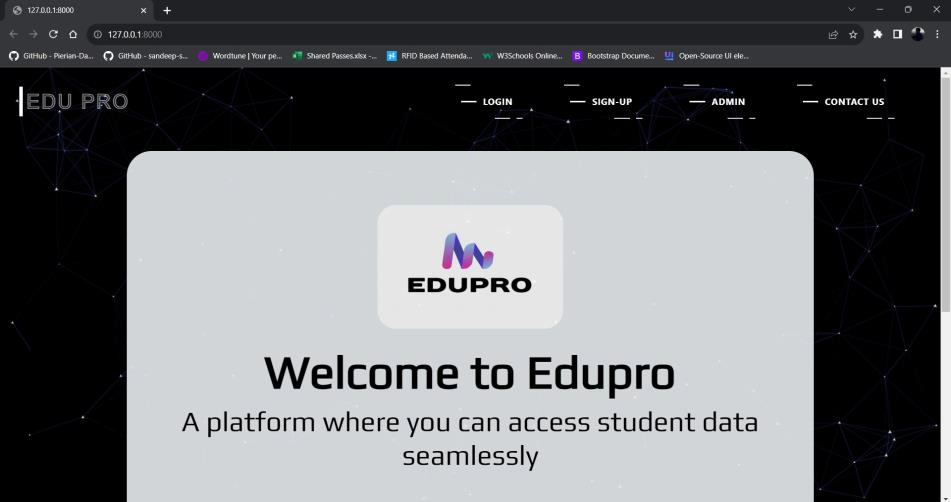 127.0.0.1:8000
127.0.0.1:8000
GitHub - Pierian-Da... GitHub - sandeep-s... Wordtune | Your pe... Shared Passes.xlsx -... RFID Based Attenda... W3Schools Online... Bootstrap Docume... Open-Source UI ele...
EDU PRO LOGIN SIGN-UP ADMIN CONTACT US
EDUPRO
Welcome to Edupro
A platform where you can access student data
seamlessly